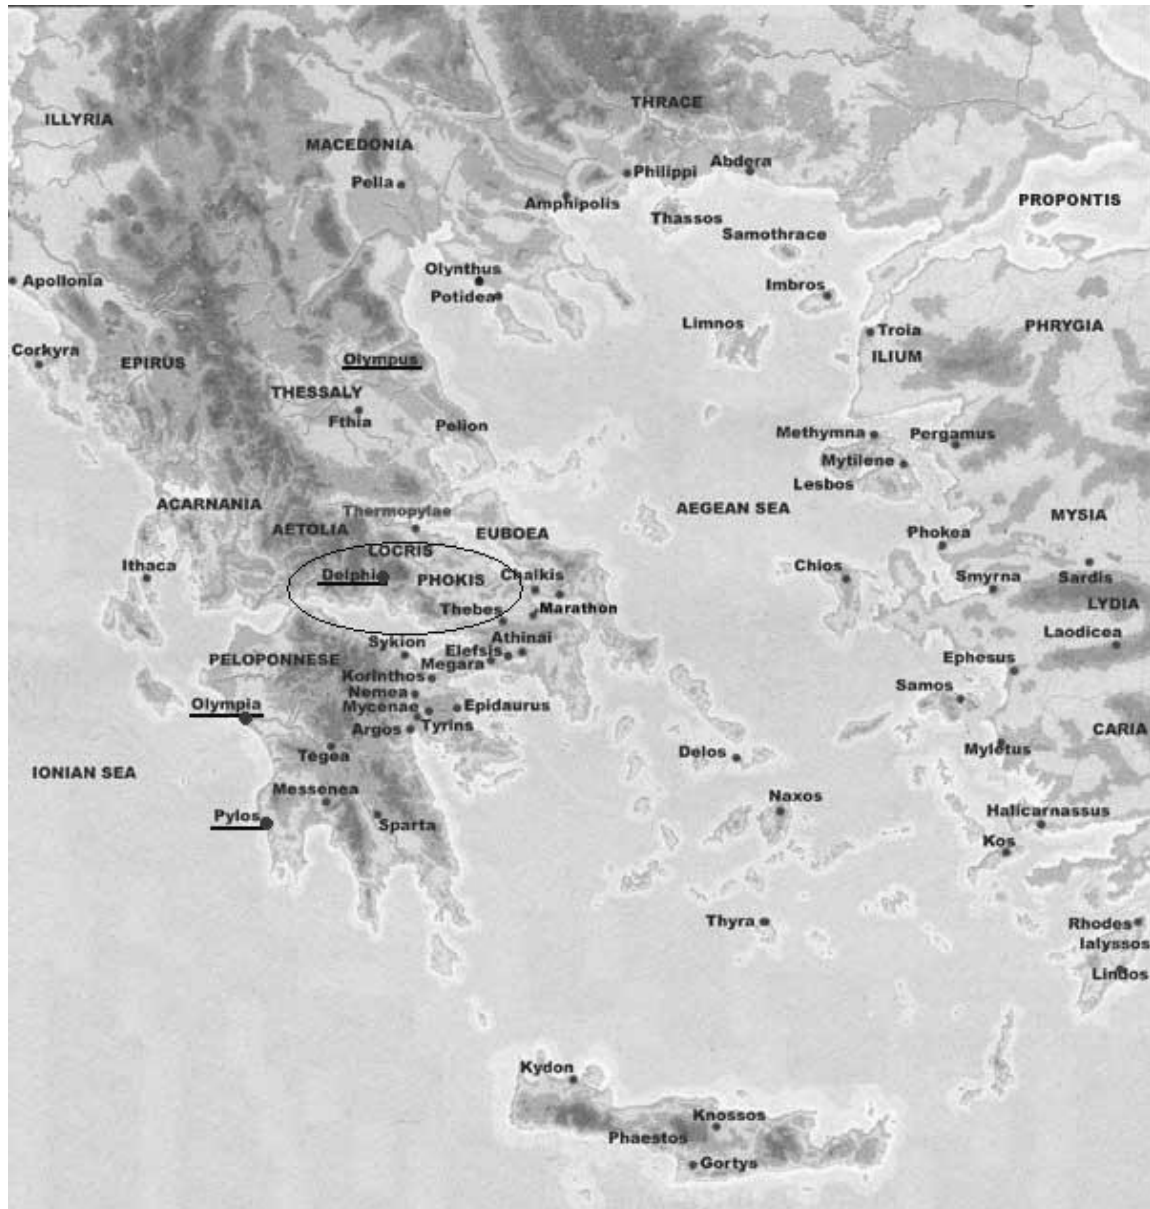 THRACE
ILLYRIA
MACEDONIA
Pella
Philippi
Abdera
Amphipolis
PROPONTIS
Thassos
Samothrace
Olynthus
Apollonia
Potidea
Imbros
Limnos
Troia
PHRYGIA
Corkyra
EPIRUS
Olympus
ILIUM
THESSALY
Fthia
Pelion
Methymna
Pergamus
Mytilene
Lesbos
ACARNANIA
Thermopylae
AEGEAN SEA
AETOLIA
EUBOEA
MYSIA
Phokea
LOCRIS
Ithaca
Delphi
PHOKIS
Chalkis
Chios
Smyrna
Sardis
Thebes
Marathon
LYDIA
Sykion
Athinai
Laodicea
Elefsis
PELOPONNESE
Megara
Ephesus
Korinthos
Nemea
Samos
Olympia
Mycenae
Epidaurus
Argos
Tyrins
CARIA
Tegea
Delos
Myletus
IONIAN SEA
Messenea
Naxos
Pylos
Sparta
Halicarnassus
Kos
Thyra
Rhodes
Ialyssos
Lindos
Kydon
Knossos
Phaestos
Gortys